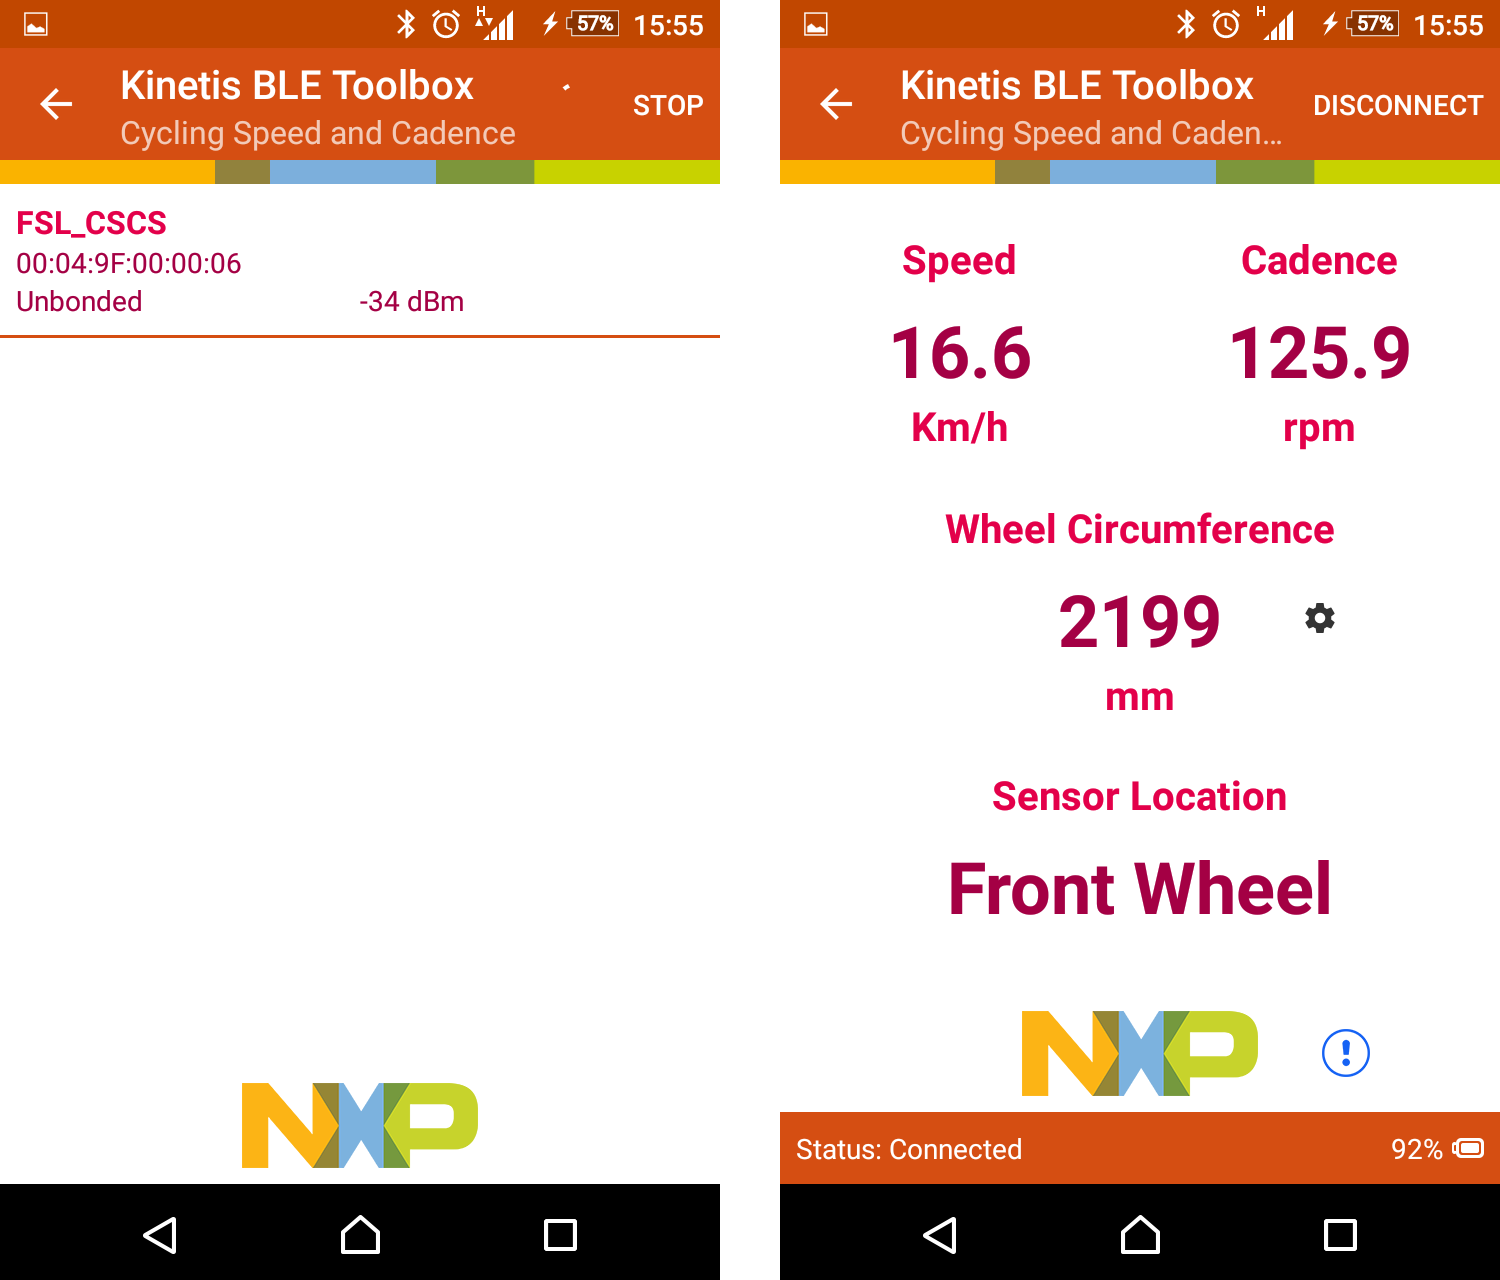 H
57%
15:55
Kinetis BLE Toolbox
STOP
Cycling Speed and Cadence
FSL_CSCS
00:04:9F:00:00:06
Unbonded
-34 dBm
NXP
H
57%
15:55
Kinetis BLE Toolbox
DISCONNECT
Cycling Speed and Caden...
Speed
Cadence
16.6
125.9
Km/h
rpm
Wheel Circumference
2199
mm
Sensor Location
Front Wheel
NXP
Status: Connected
92%